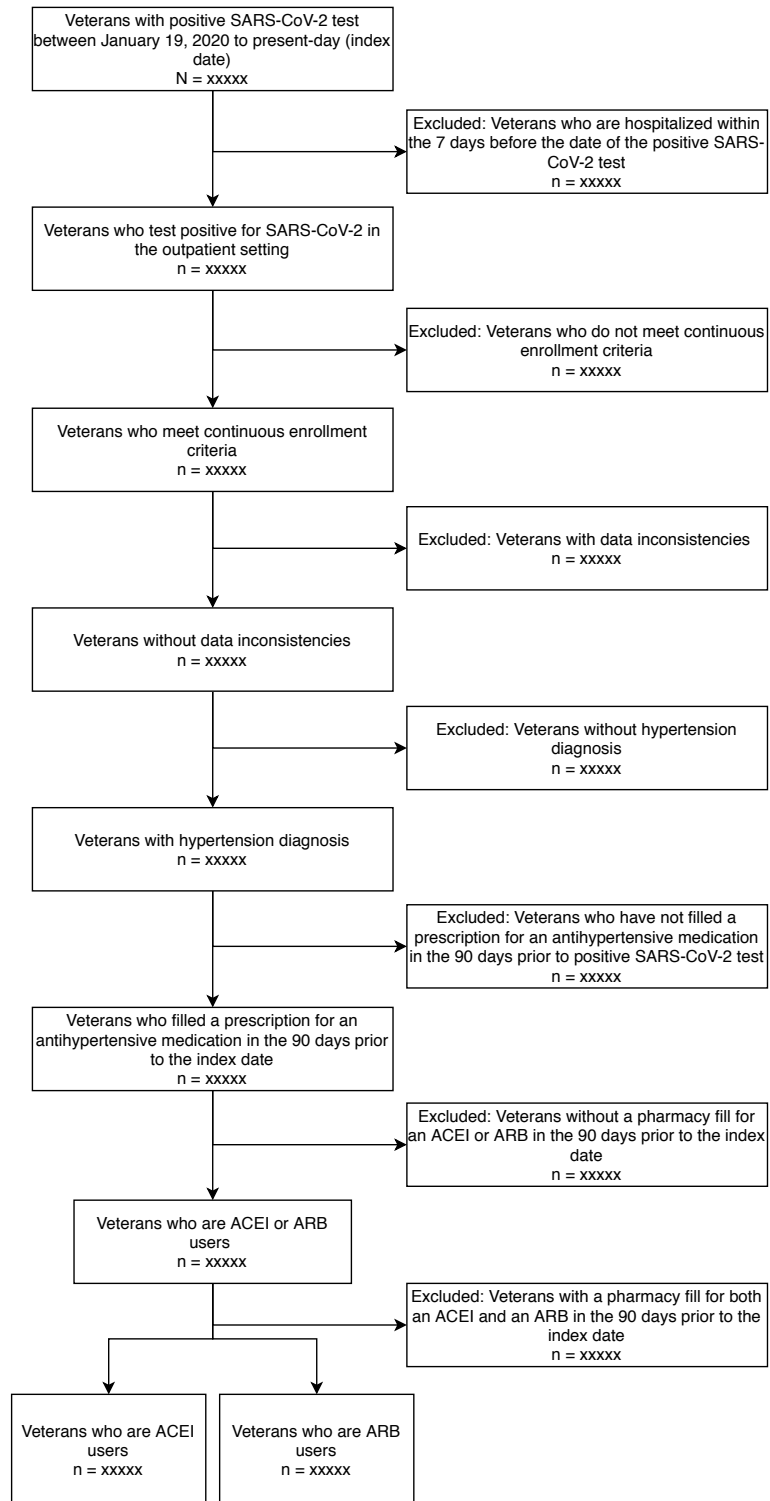 Veterans with positive SARS-CoV-2 test
between January 19, 2020 to present-day (index
date)
N = xxxxx
Excluded: Veterans who are hospitalized within
the 7 days before the date of the positive SARS-
CoV-2 test
n = xxxxx
Veterans who test positive for SARS-CoV-2 in
the outpatient setting
n = xxxxx
Excluded: Veterans who do not meet continuous
enrollment criteria
n = xxxxx
Veterans who meet continuous enrollment
criteria
n = xxxxx
Excluded: Veterans with data inconsistencies
n = xxxxx
Veterans without data inconsistencies
n = xxxxx
Excluded: Veterans without hypertension
diagnosis
n = xxxxx
Veterans with hypertension diagnosis
n = xxxxx
Excluded: Veterans who have not filled a
prescription for an antihypertensive medication
in the 90 days prior to positive SARS-CoV-2 test
n = xxxxx
Veterans who filled a prescription for an
antihypertensive medication in the 90 days prior
to the index date
n = xxxxx
Excluded: Veterans without a pharmacy fill for
an ACEI or ARB in the 90 days prior to the index
date
n = xxxxx
Veterans who are ACEI or ARB
users
n = xxxxx
Excluded: Veterans with a pharmacy fill for both
an ACEI and an ARB in the 90 days prior to the
index date
n = xxxxx
Veterans who are ACEI
users
n = xxxxx
Veterans who are ARB
users
n = xxxxx